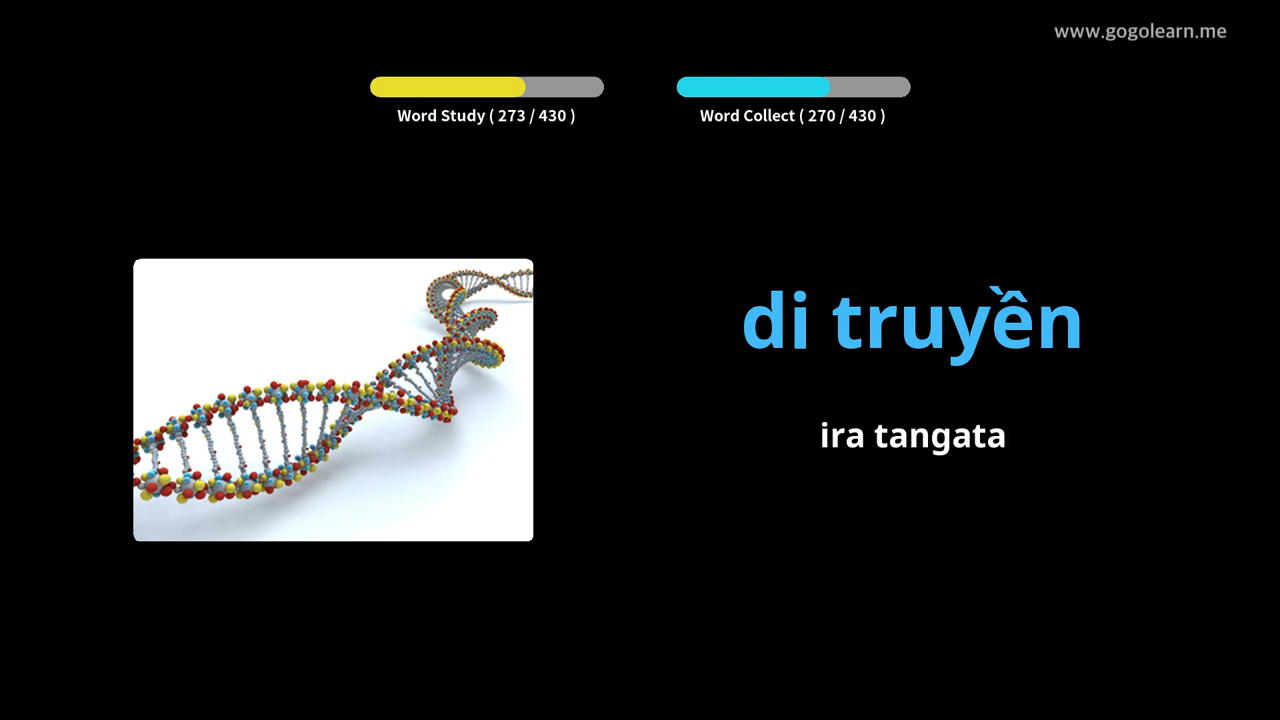 www.gogolearn.me
Word Study ( 273 / 430 )
Word Collect ( 270 / 430 )
di truyền
ira tangata